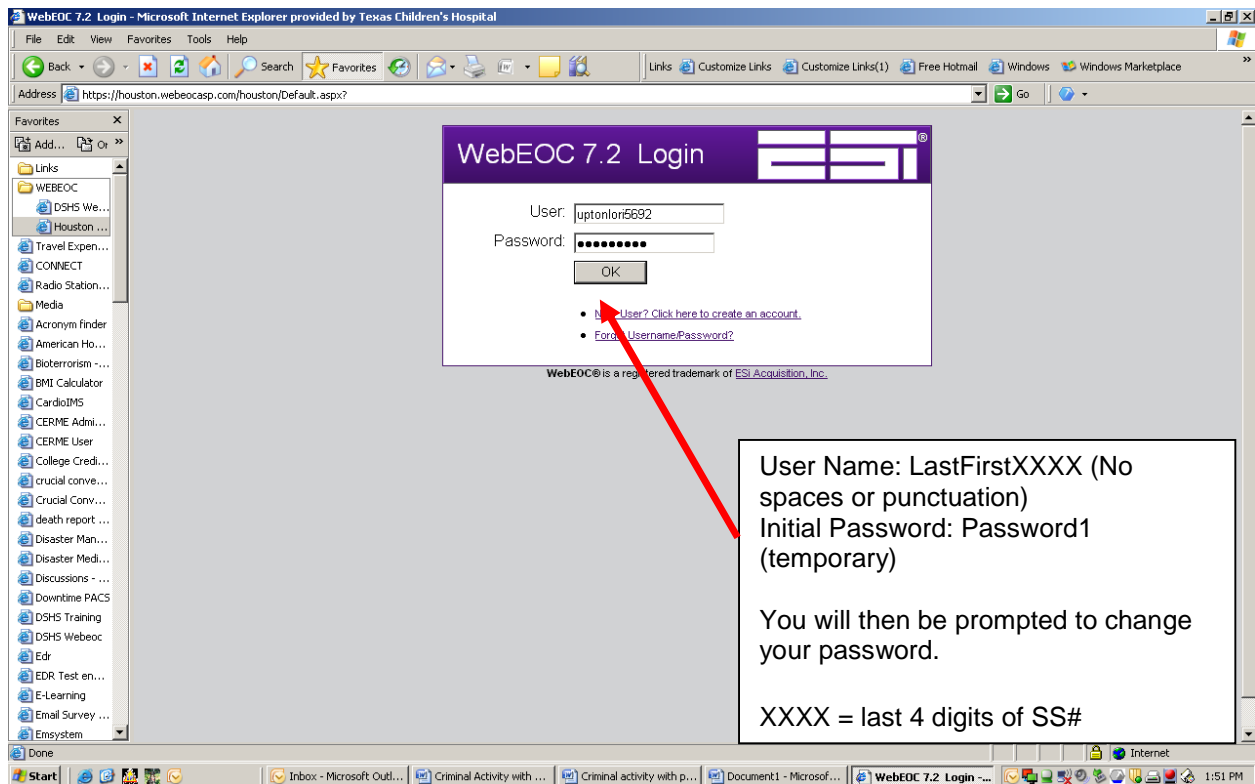 WebEOC 7.2 Login - Microsoft Internet Explorer provided by Texas Children's Hospital
File Edit View Favorites Tools Help
Back Search Favorites Links Customize Links Customize Links(1) Free Hotmail Windows Windows Marketplace »
Address https://houston.webeocasp.com/houston/Default.aspx? Go
Favorites x
Add... Or »
Links
WEBEOC
DSHS We...
Houston ...
Travel Expen...
CONNECT
Radio Station...
Media
Acronym finder
American Ho...
Bioterrorism -...
BMI Calculator
CardioIMS
CERME Admi...
CERME User
College Credi...
crucial conve...
Crucial Conv...
death report ...
Disaster Man...
Disaster Medi...
Discussions - ...
Downtime PACS
DSHS Training
DSHS Webeoc
Edr
EDR Test en...
E-Learning
Email Survey ...
Emsystem
WebEOC 7.2 Login
esi®
User: uptonlori5692
Password: •••••••••
OK
User? Click here to create an account.
Username/Password?
WebEOC® is a registered trademark of ESi Acquisition, Inc.
User Name: LastFirstXXXX (No
spaces or punctuation)
Initial Password: Password1
(temporary)
You will then be prompted to change
your password.
XXXX = last 4 digits of SS#
Done Internet
Start Inbox - Microsoft Outl... Criminal Activity with ... Criminal activity with p... Document1 - Microsof... WebEOC 7.2 Login -... 1:51 PM